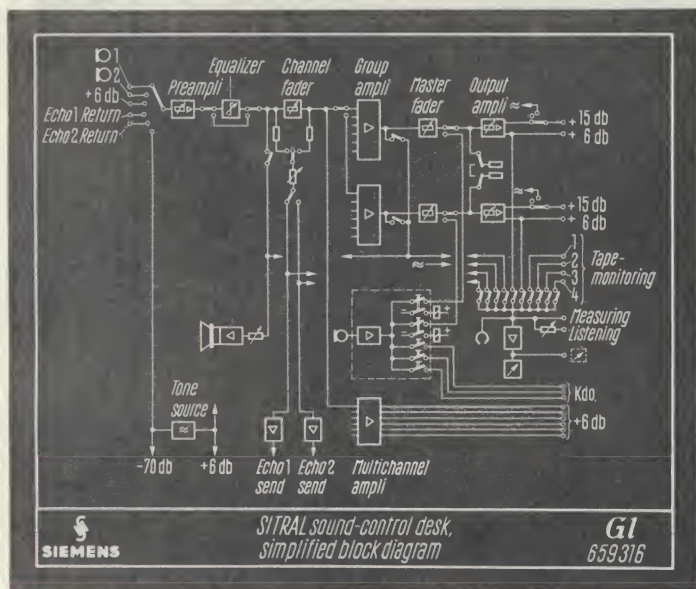 1
2
+6 db
Echo 1 Return
Echo 2 Return
Preampli
Equalizer
Channel
fader
Group
ampli
Master
fader
Output
ampli
+ 15 db
+ 6 db
+ 15 db
+ 6 db
1
2
3
4
Tape-
monitoring
Measuring
Listening
Kdo.
+6 db
Tone
source
-70 db
+6 db
Echo 1
send
Echo 2
send
Multichannel
ampli
SIEMENS
SITRAL sound-control desk,
simplified block diagram
G1
659316